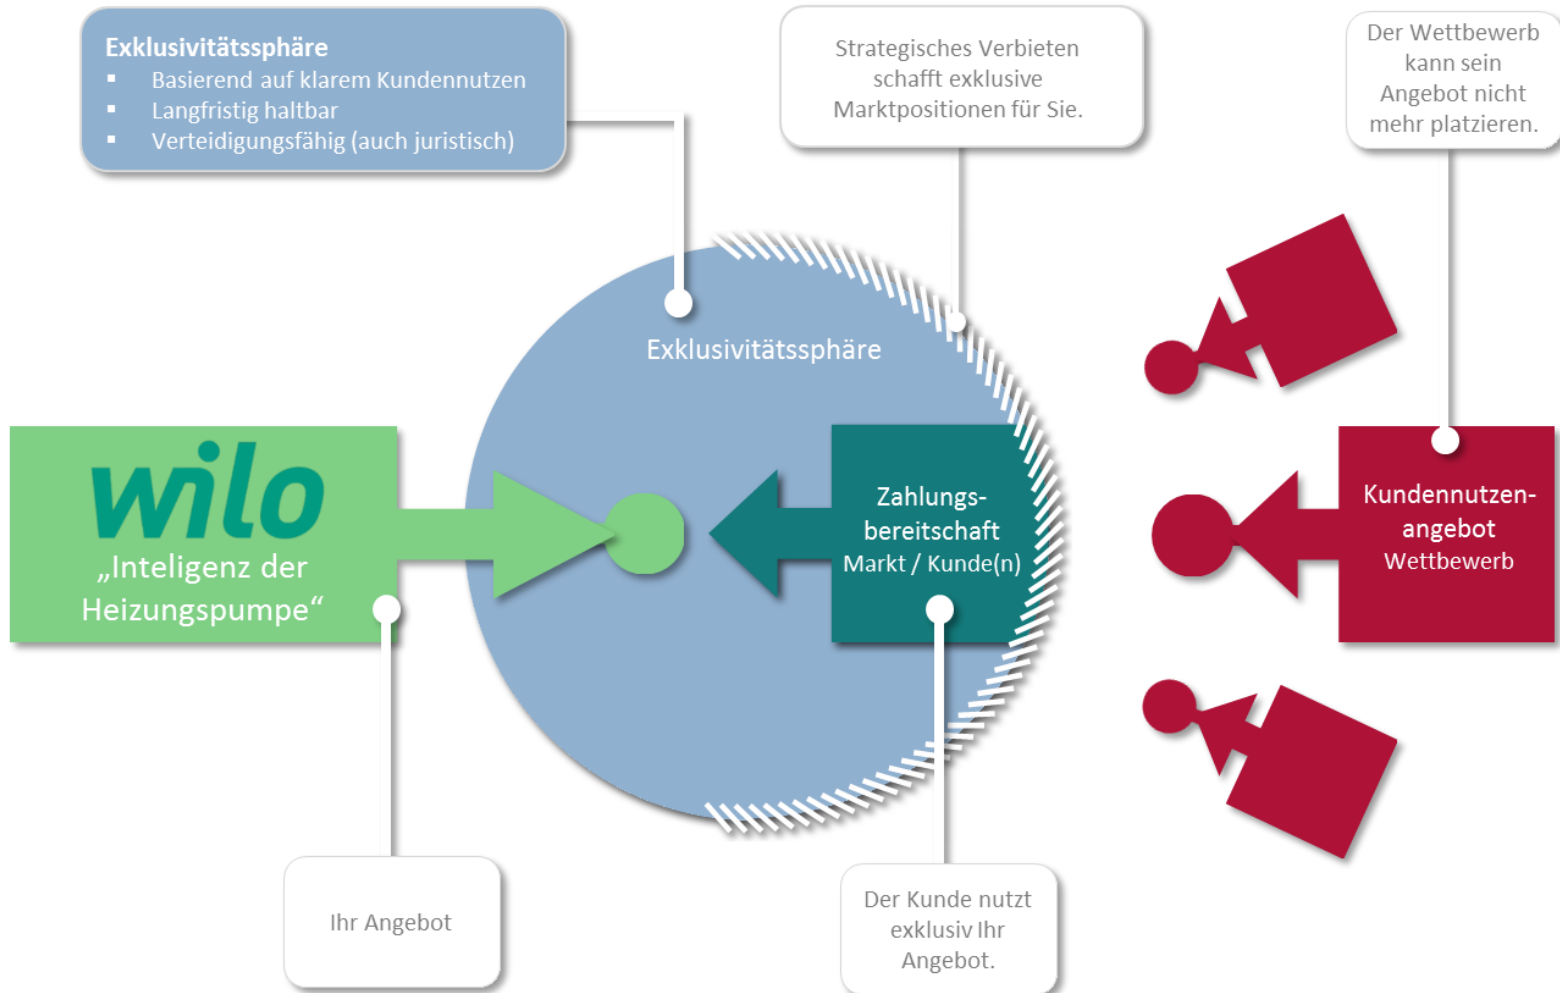 Exklusivitätssphäre
▪ Basierend auf klarem Kundennutzen
▪ Langfristig haltbar
▪ Verteidigungsfähig (auch juristisch)
Strategisches Verbieten
schafft exklusive
Marktpositionen für Sie.
Der Wettbewerb
kann sein
Angebot nicht
mehr platzieren.
Exklusivitätssphäre
wilo
„Inteligenz der
Heizungspumpe“
Zahlungs-
bereitschaft
Markt / Kunde(n)
Kundennutzen-
angebot
Wettbewerb
Ihr Angebot
Der Kunde nutzt
exklusiv Ihr
Angebot.